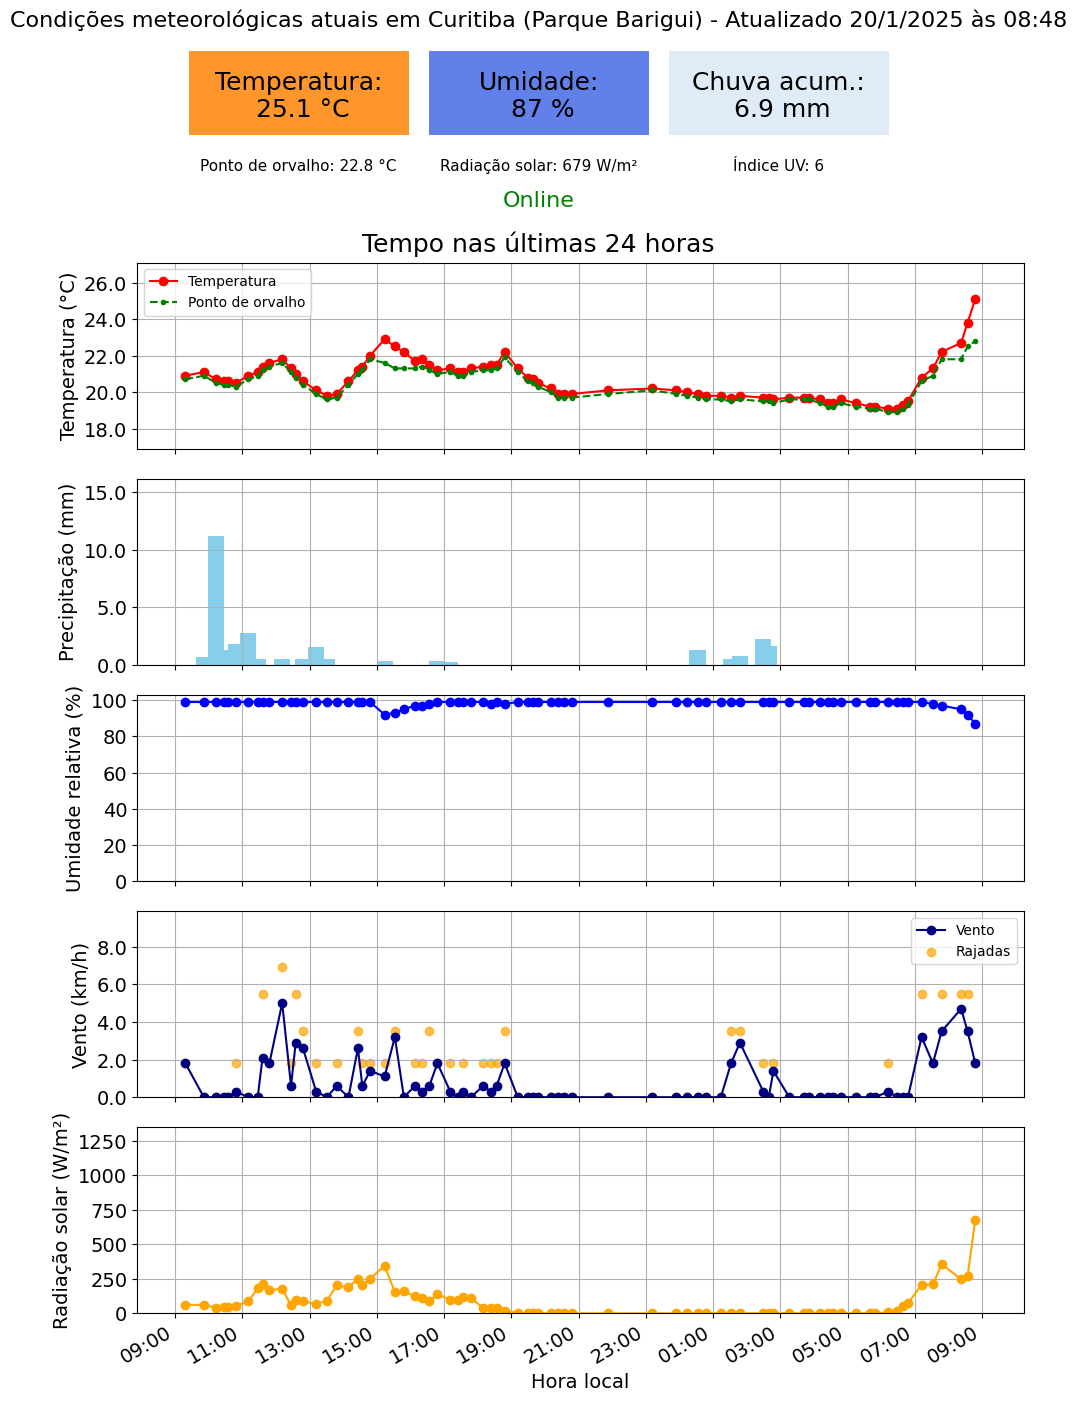 Condições meteorológicas atuais em Curitiba (Parque Barigui) - Atualizado 20/1/2025 às 08:48
Temperatura:
25.1 °C
Umidade:
87 %
Chuva acum.:
6.9 mm
Ponto de orvalho: 22.8 °C
Radiação solar: 679 W/m²
Índice UV: 6
Online
Tempo nas últimas 24 horas
Temperatura (°C)
26.0
24.0
22.0
20.0
18.0
Temperatura
Ponto de orvalho
Precipitação (mm)
15.0
10.0
5.0
0.0
Umidade relativa (%)
100
80
60
40
20
0
Vento (km/h)
8.0
6.0
4.0
2.0
0.0
Vento
Rajadas
Radiação solar (W/m²)
1250
1000
750
500
250
0
09:00
11:00
13:00
15:00
17:00
19:00
21:00
23:00
01:00
03:00
05:00
07:00
09:00
Hora local